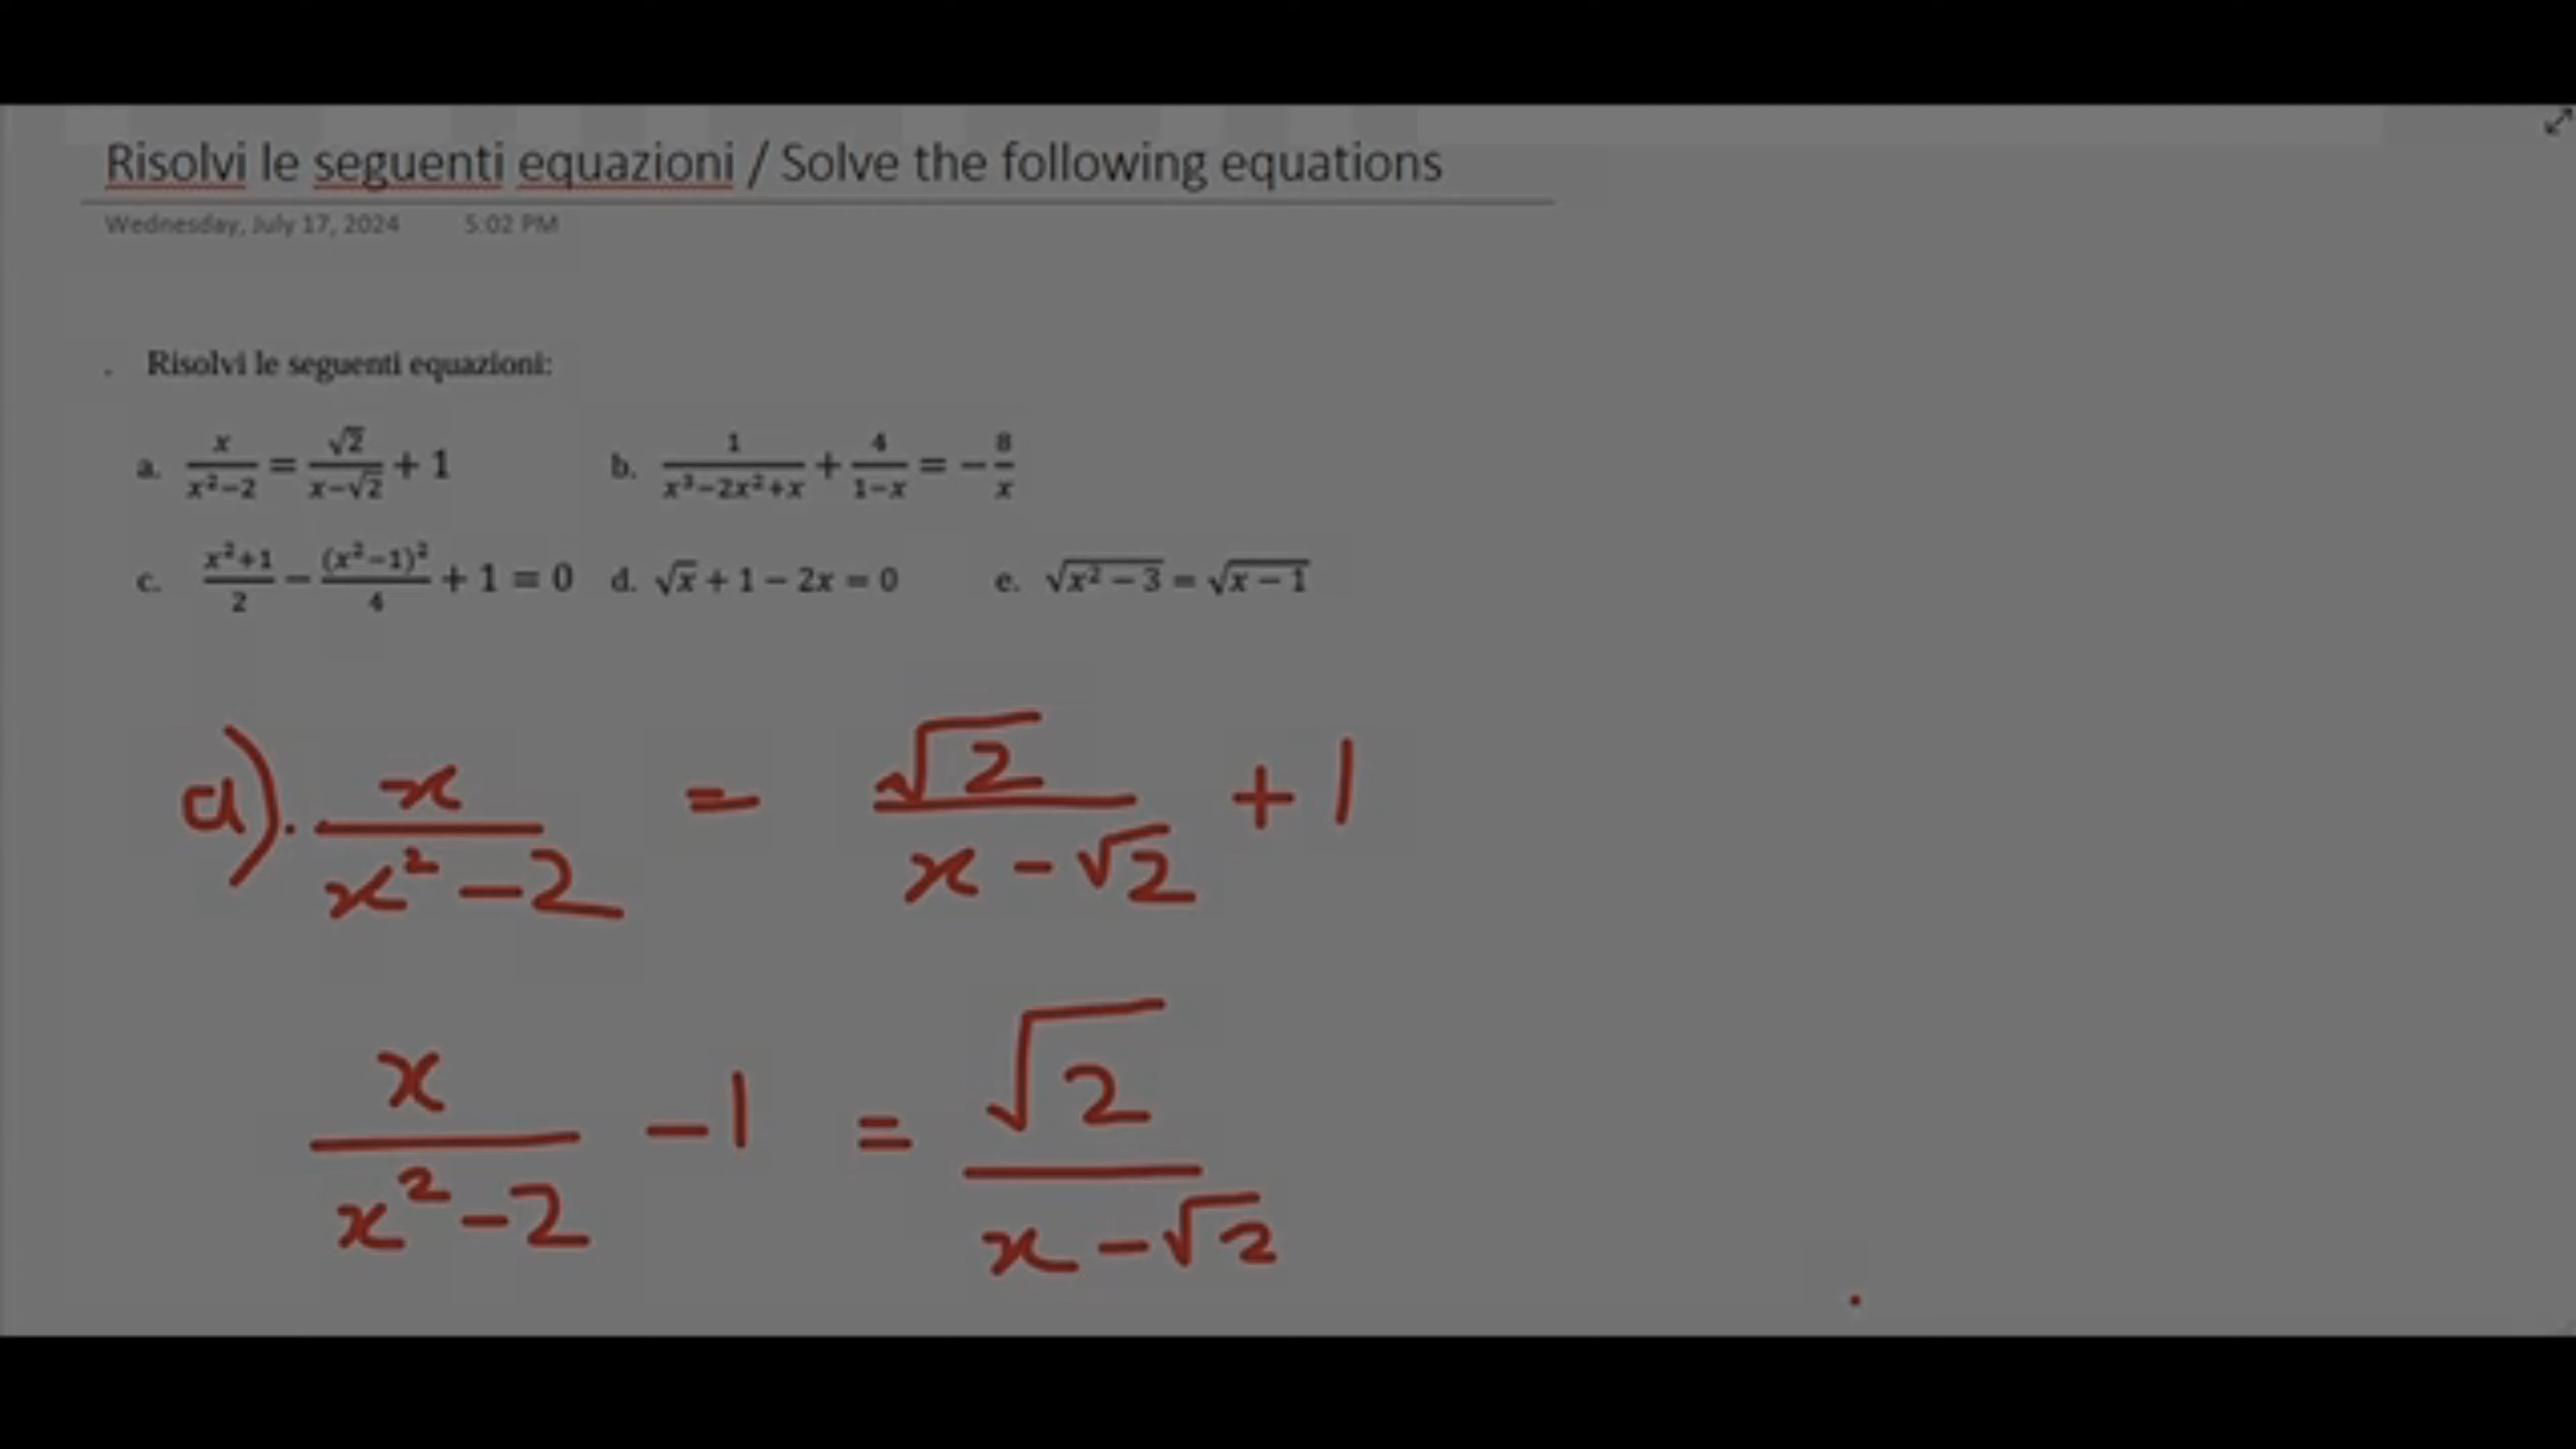 Risolvi le seguenti equazioni / Solve the following equations
Wednesday, July 17, 2024 5:02 PM
. Risolvi le seguenti equazioni:
a. x/(x²−2) = √2/(x−√2) + 1 b. 1/(x³−2x²+x) + 4/(1−x) = −8/x
c. (x²+1)/2 − (x²−1)²/4 + 1 = 0 d. √x + 1 − 2x = 0 e. √(x² − 3) = √(x − 1)
a). x/(x² − 2) = √2/(x − √2) + 1
x/(x² − 2) − 1 = √2/(x − √2)